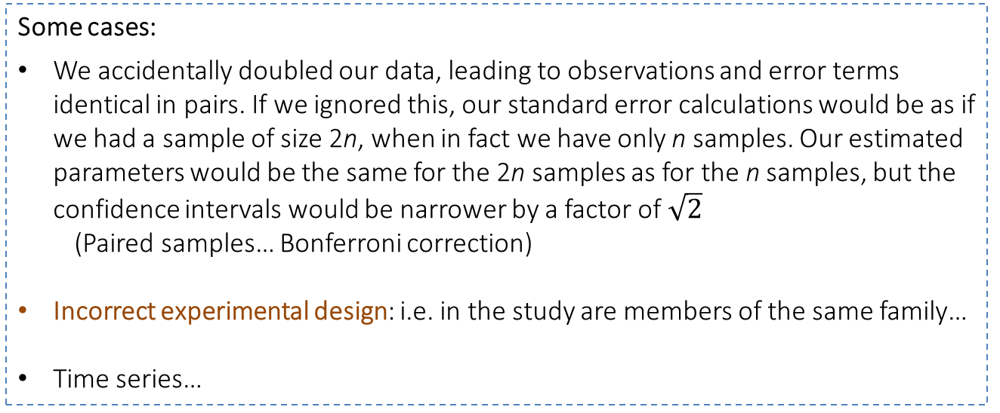 Some cases:
• We accidentally doubled our data, leading to observations and error terms
identical in pairs. If we ignored this, our standard error calculations would be as if
we had a sample of size 2n, when in fact we have only n samples. Our estimated
parameters would be the same for the 2n samples as for the n samples, but the
confidence intervals would be narrower by a factor of √2
(Paired samples... Bonferroni correction)
• Incorrect experimental design: i.e. in the study are members of the same family...
• Time series...